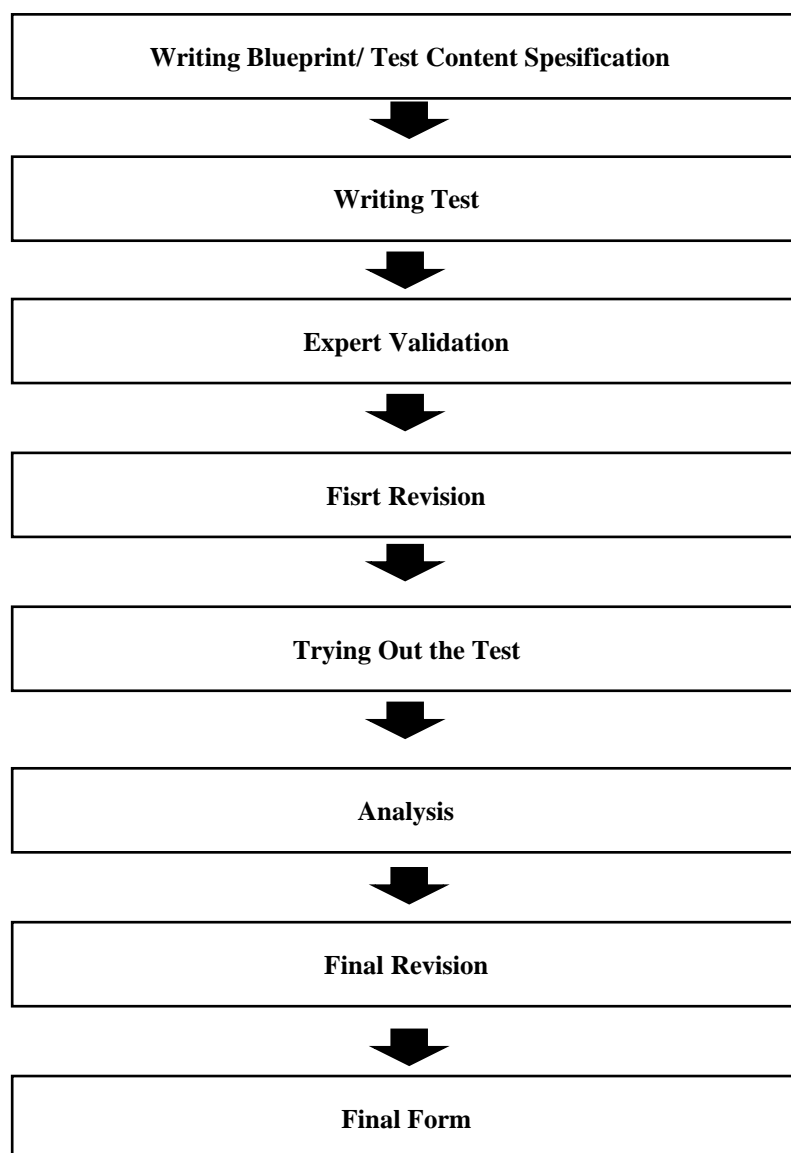 Writing Blueprint/ Test Content Spesification
Writing Test
Expert Validation
Fisrt Revision
Trying Out the Test
Analysis
Final Revision
Final Form